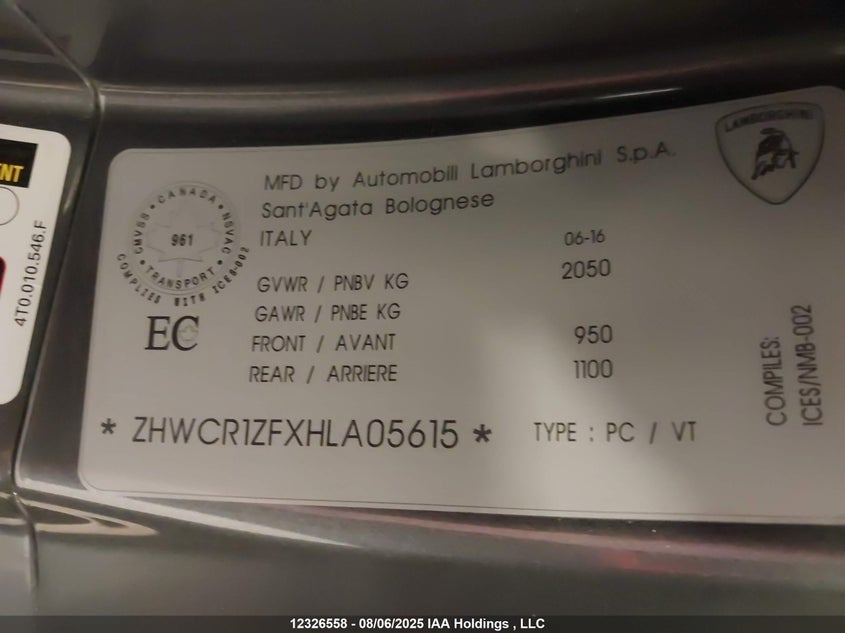 NT
4T0.010.546.F
CANADA
CMVSS NSVAC
961
TRANSPORT
COMPLIES WITH ICES-002
EC
MFD by Automobili Lamborghini S.p.A.
Sant'Agata Bolognese
ITALY 06-16
GVWR / PNBV KG 2050
GAWR / PNBE KG
FRONT / AVANT 950
REAR / ARRIERE 1100
* ZHWCR1ZFXHLA05615 * TYPE : PC / VT
LAMBORGHINI
COMPILES:
ICES/NMB-002
12326558 - 08/06/2025 IAA Holdings , LLC